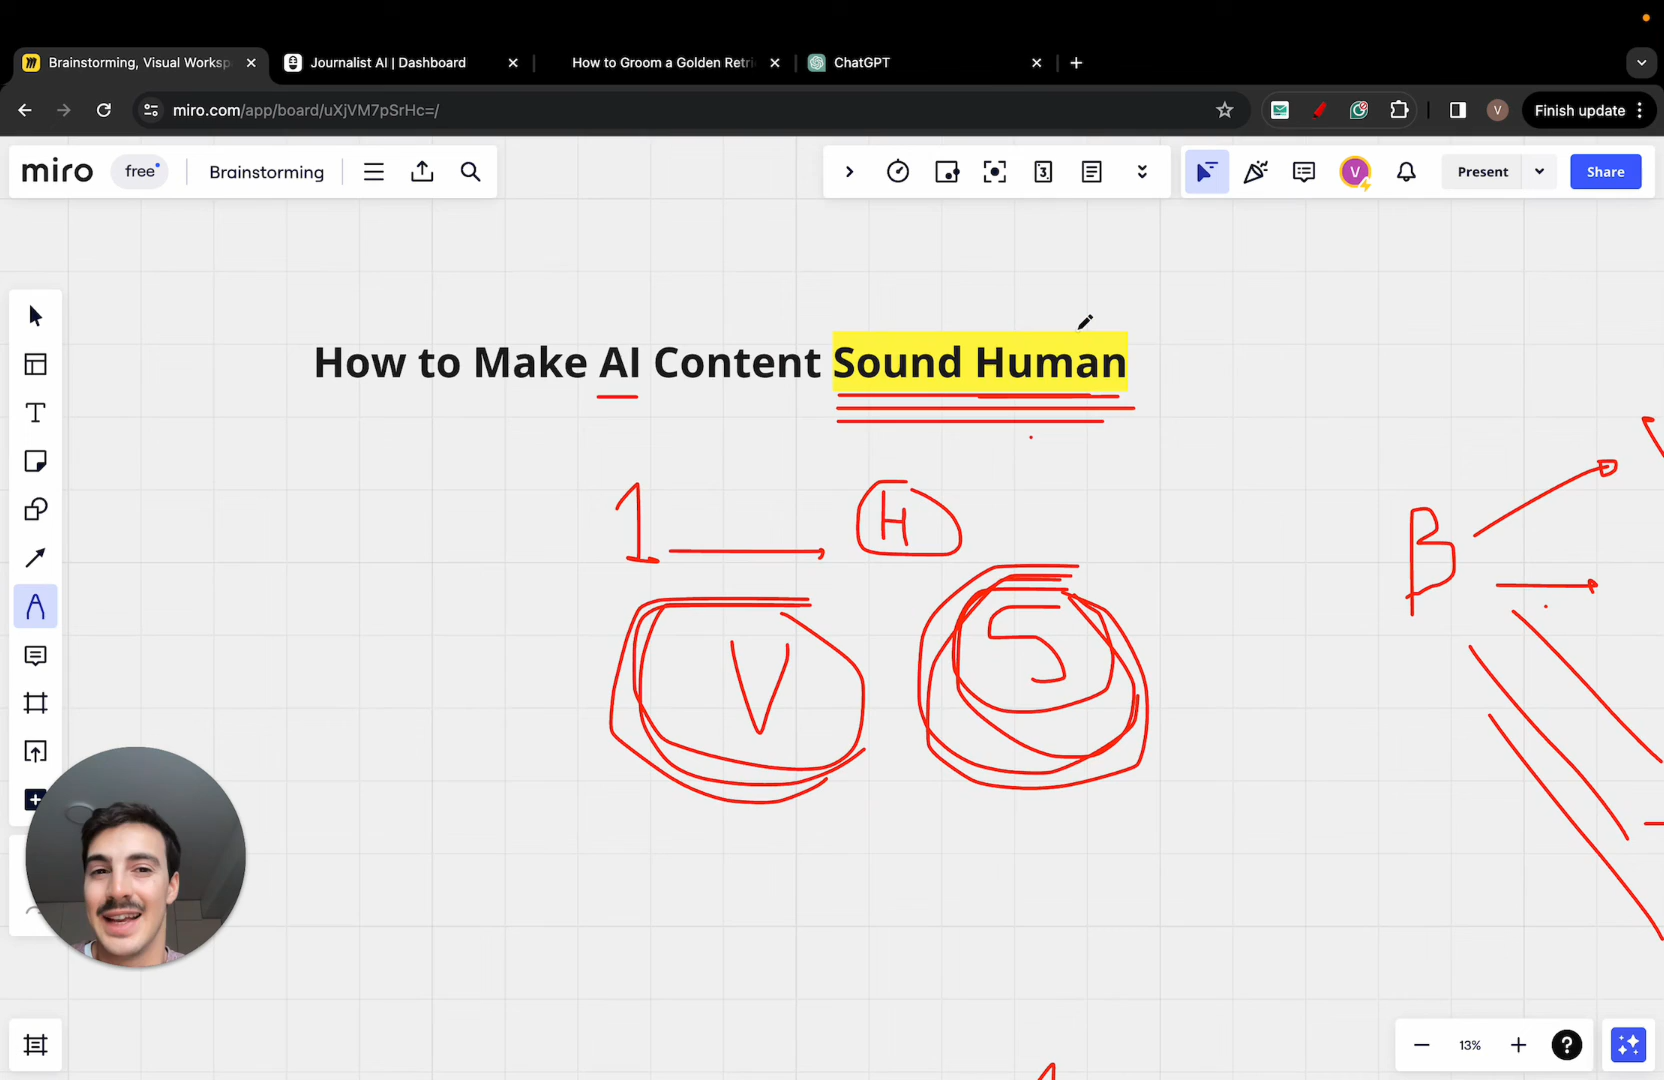 Brainstorming, Visual Worksp
Journalist AI | Dashboard
How to Groom a Golden Retri
ChatGPT
miro.com/app/board/uXjVM7pSrHc=/
V
Finish update
miro
free
Brainstorming
3
V
Present
Share
How to Make AI Content Sound Human
1
H
V
S
B
13%
?